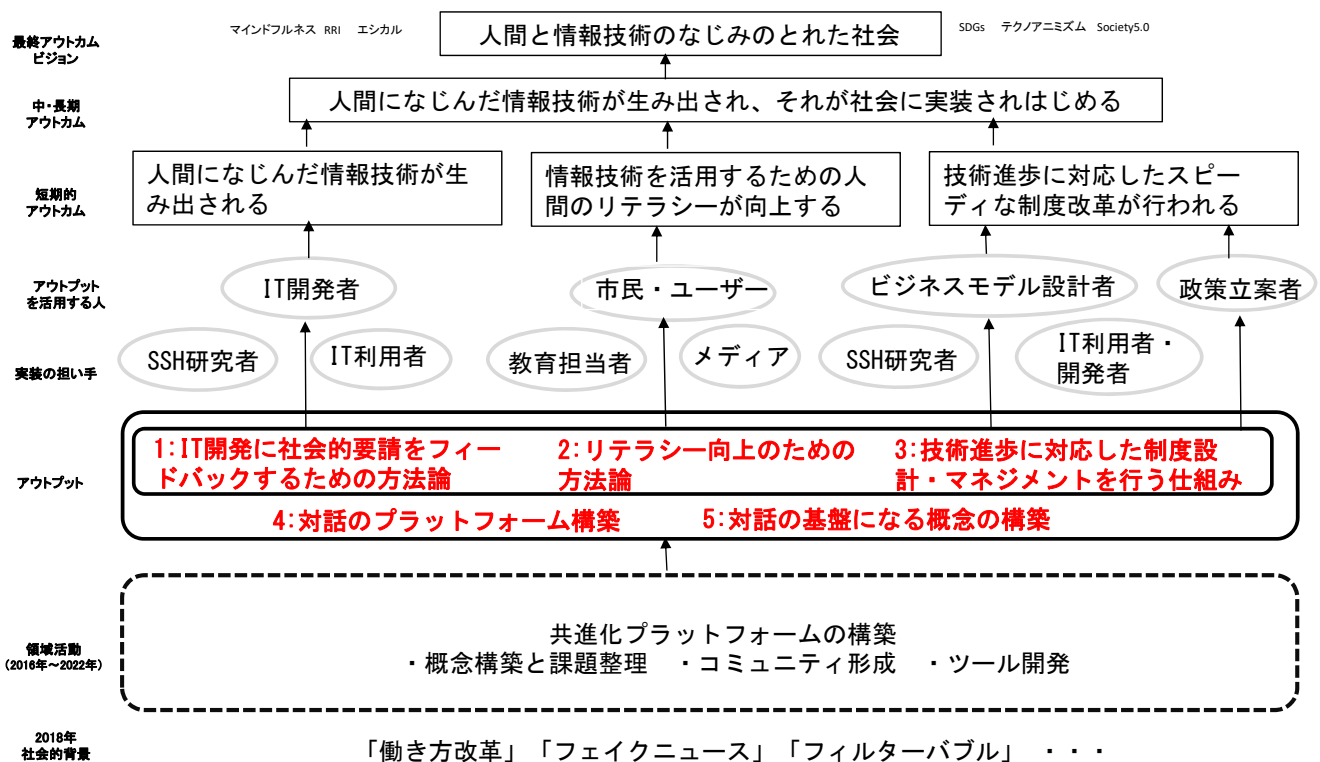 最終アウトカム
ビジョン
マインドフルネス RRI エシカル
人間と情報技術のなじみのとれた社会
SDGs テクノアニミズム Society5.0
中・長期
アウトカム
人間になじんだ情報技術が生み出され、それが社会に実装されはじめる
短期的
アウトカム
人間になじんだ情報技術が生
み出される
情報技術を活用するための人
間のリテラシーが向上する
技術進歩に対応したスピー
ディな制度改革が行われる
アウトプット
を活用する人
IT開発者
市民・ユーザー
ビジネスモデル設計者
政策立案者
実装の担い手
SSH研究者
IT利用者
教育担当者
メディア
SSH研究者
IT利用者・
開発者
アウトプット
1:IT開発に社会的要請をフィー
ドバックするための方法論
2:リテラシー向上のための
方法論
3:技術進歩に対応した制度設
計・マネジメントを行う仕組み
4:対話のプラットフォーム構築
5:対話の基盤になる概念の構築
領域活動
(2016年～2022年)
共進化プラットフォームの構築
・概念構築と課題整理 ・コミュニティ形成 ・ツール開発
2018年
社会的背景
「働き方改革」「フェイクニュース」「フィルターバブル」 ・・・